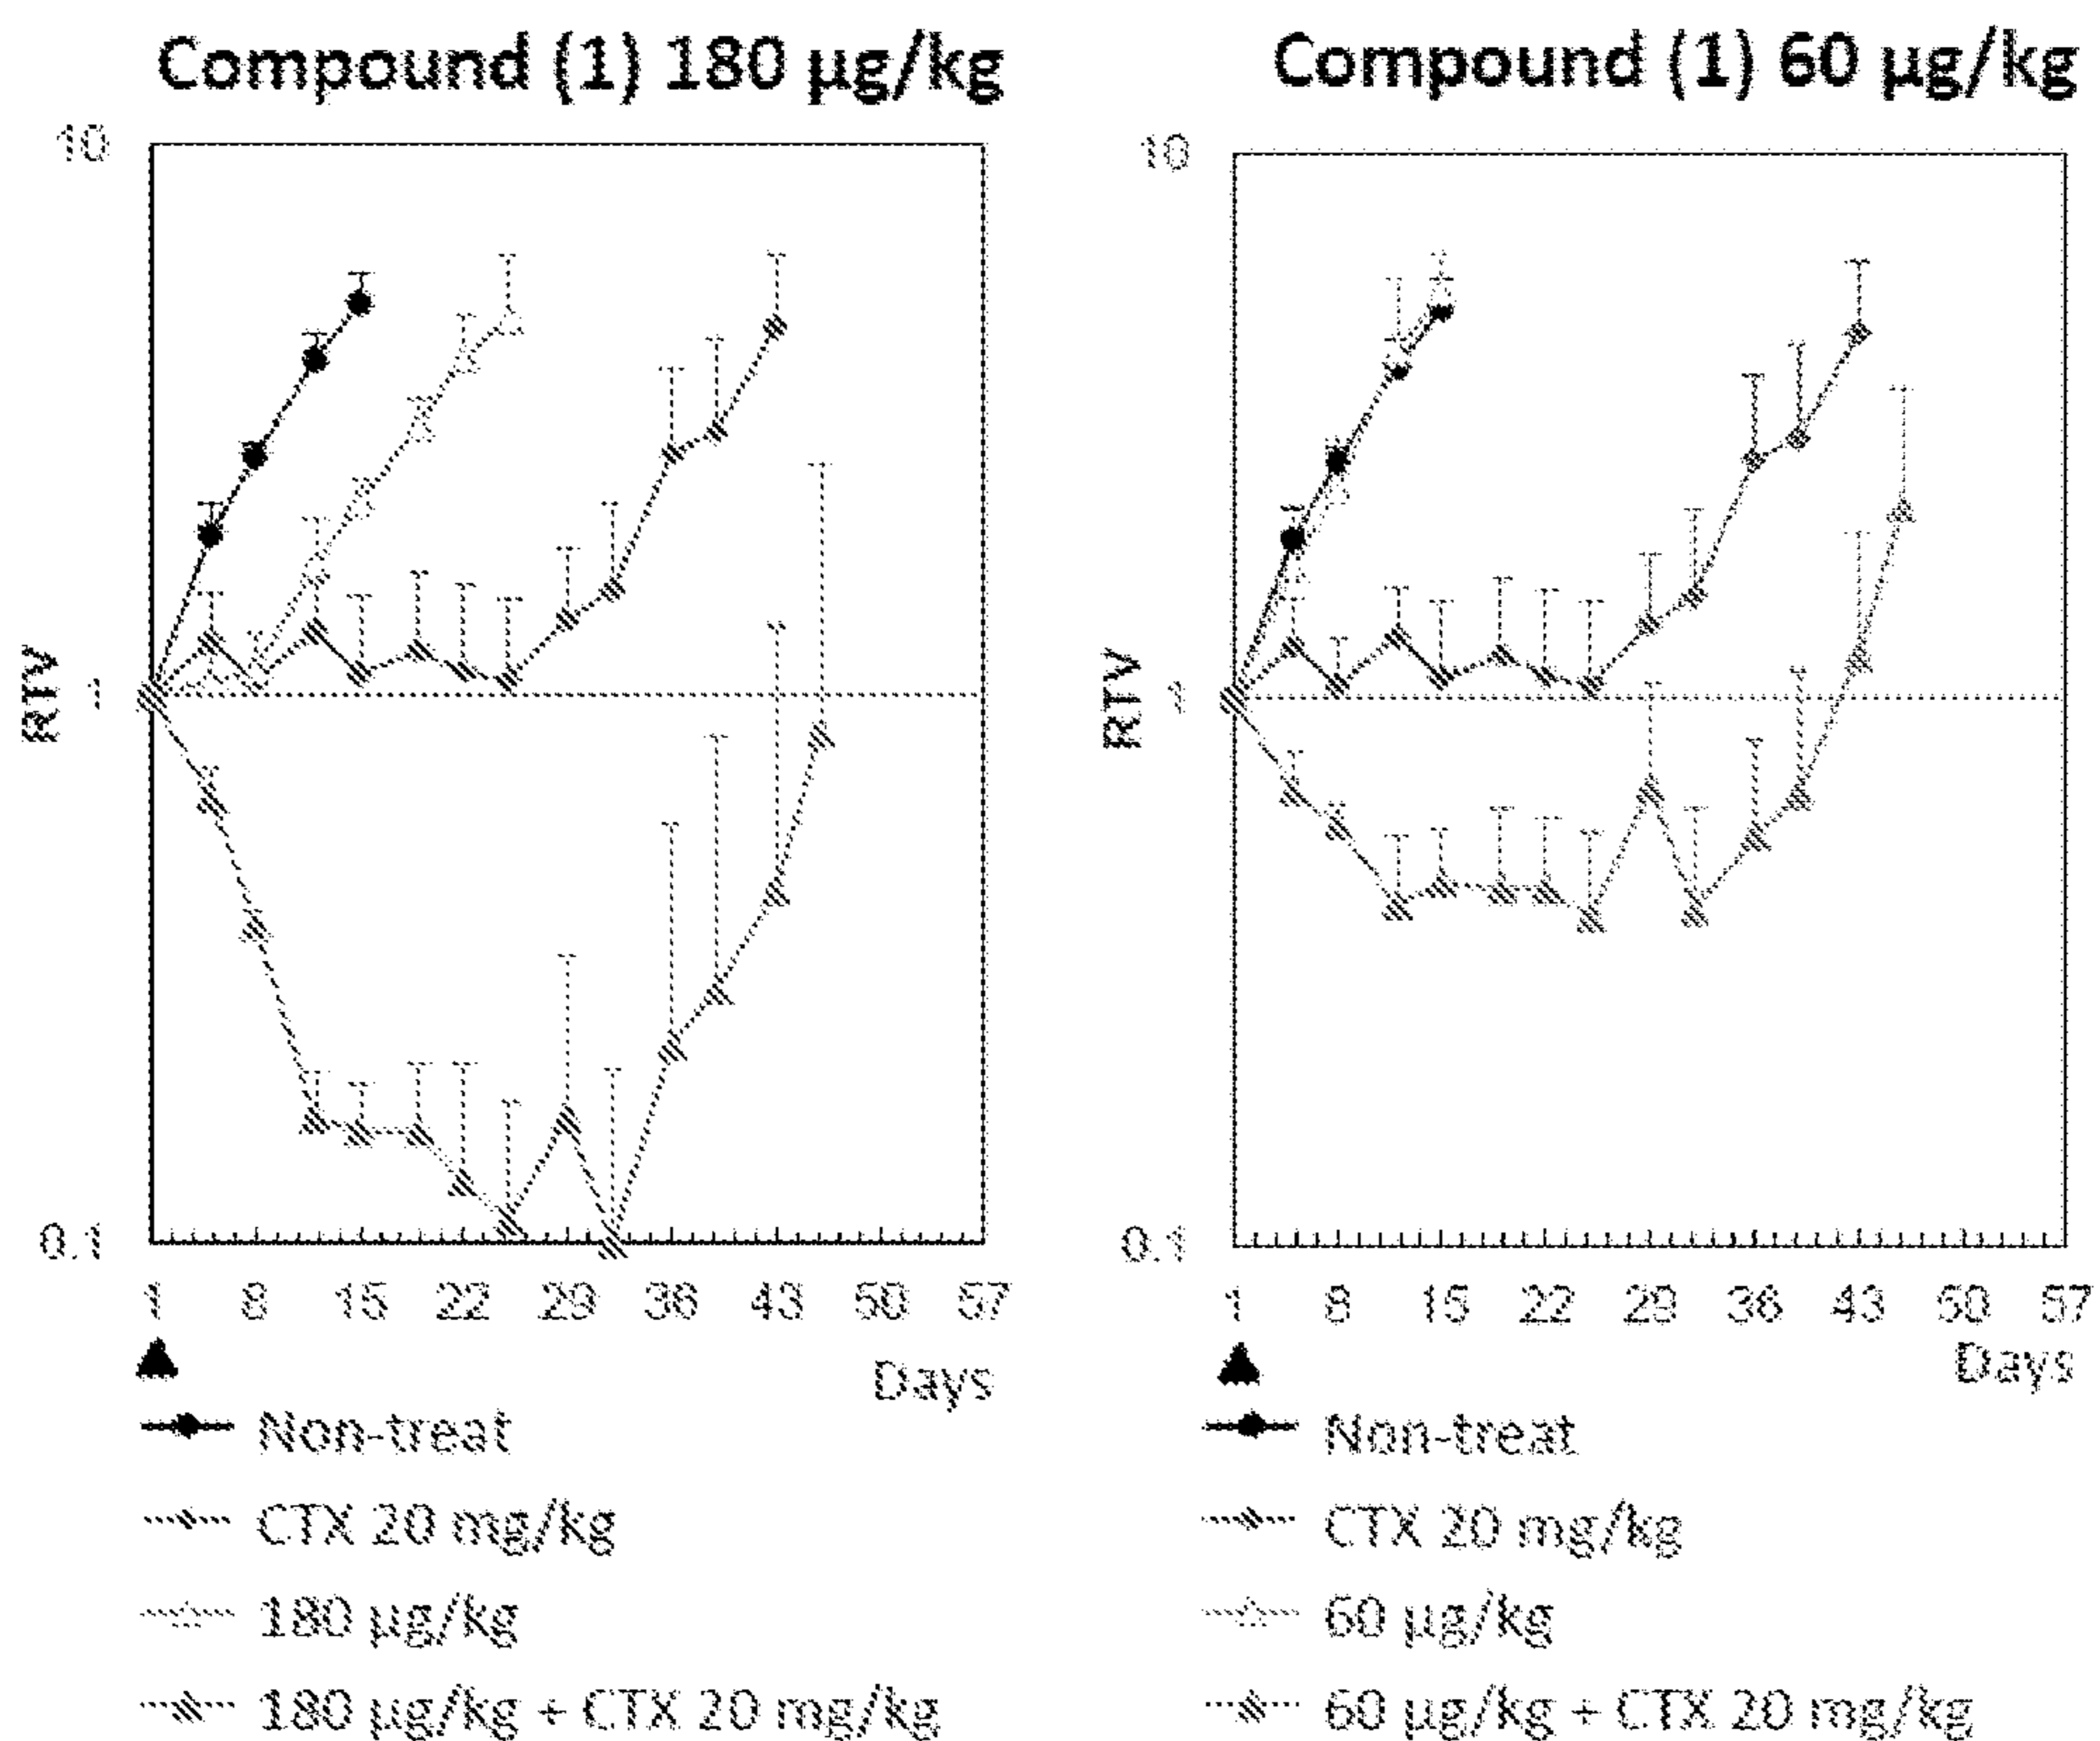 Compound (1) 180 µg/kg
10
RTV
1
0.1
1 8 15 22 29 36 43 50 57
Days
Non-treat
CTX 20 mg/kg
180 µg/kg
180 µg/kg + CTX 20 mg/kg
Compound (1) 60 µg/kg
10
RTV
1
0.1
1 8 15 22 29 36 43 50 57
Days
Non-treat
CTX 20 mg/kg
60 µg/kg
60 µg/kg + CTX 20 mg/kg